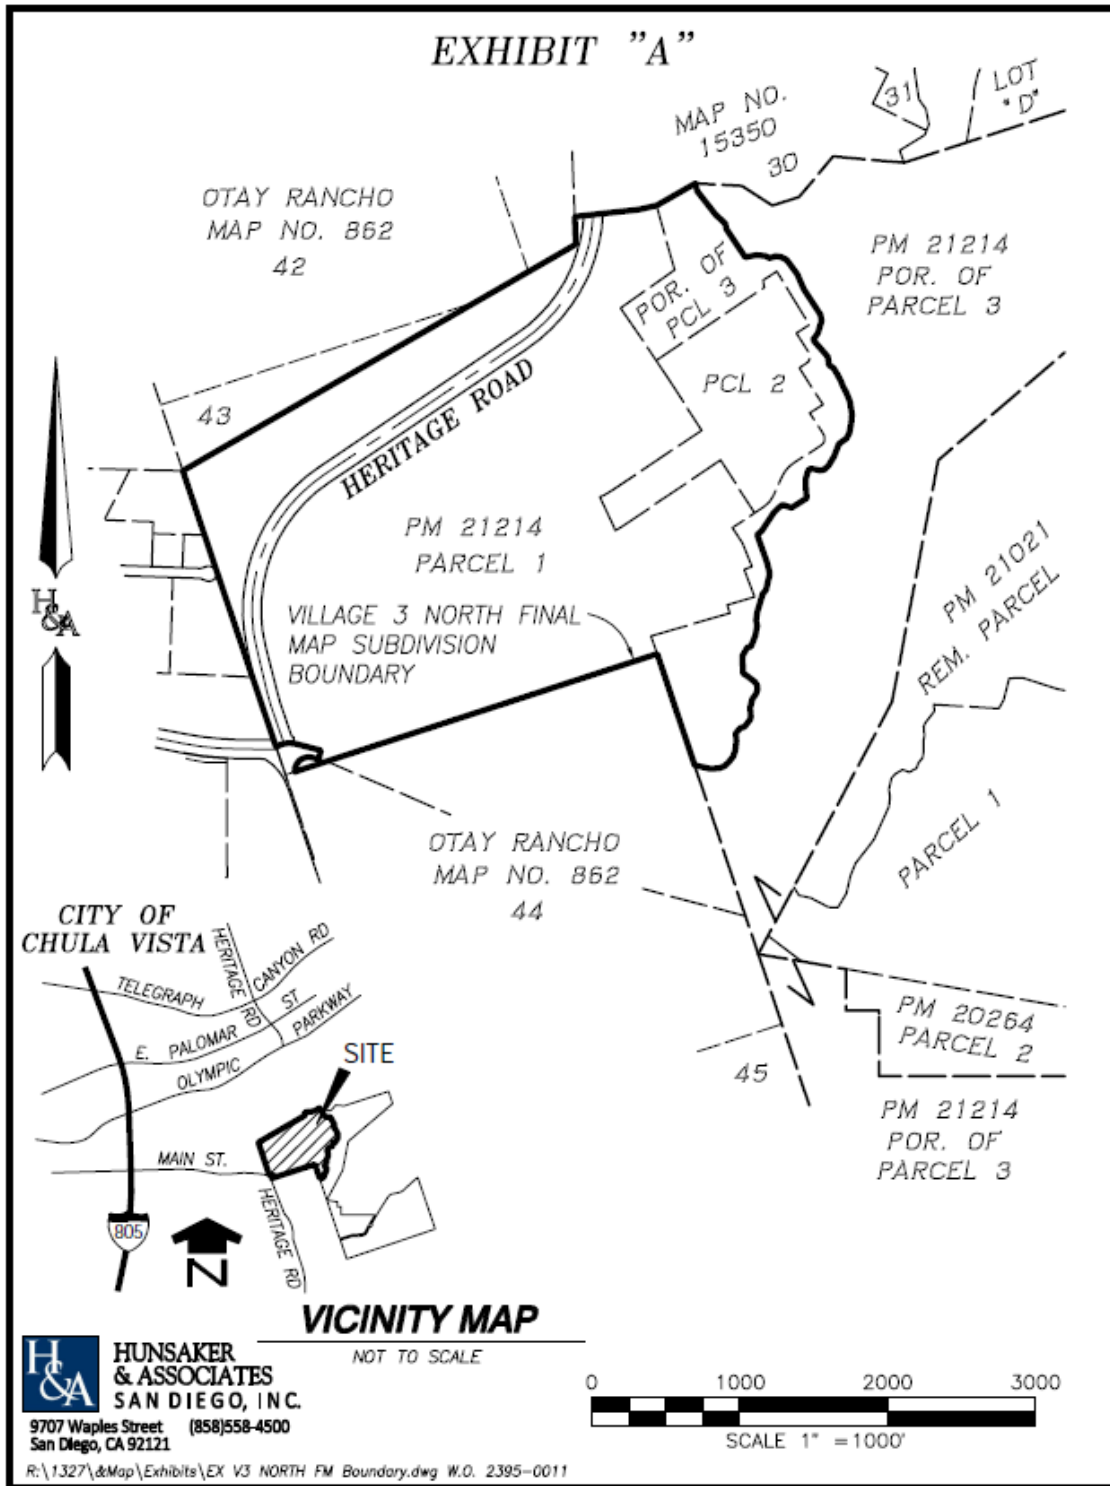 EXHIBIT "A"
MAP NO.
15350
30
31
LOT
"D"
OTAY RANCHO
MAP NO. 862
42
PM 21214
POR. OF
PARCEL 3
POR. OF
PCL 3
PCL 2
43
HERITAGE ROAD
PM 21214
PARCEL 1
H&A
VILLAGE 3 NORTH FINAL
MAP SUBDIVISION
BOUNDARY
PM 21021
REM. PARCEL
PARCEL 1
OTAY RANCHO
MAP NO. 862
44
45
PM 20264
PARCEL 2
PM 21214
POR. OF
PARCEL 3
CITY OF
CHULA VISTA
HERITAGE RD
TELEGRAPH CANYON RD
E. PALOMAR ST
OLYMPIC PARKWAY
SITE
MAIN ST.
HERITAGE RD
805
N
VICINITY MAP
NOT TO SCALE
H&A
HUNSAKER
& ASSOCIATES
SAN DIEGO, INC.
9707 Waples Street (858)558-4500
San Diego, CA 92121
0 1000 2000 3000
SCALE 1" =1000'
R:\1327\&Map\Exhibits\EX V3 NORTH FM Boundary.dwg W.O. 2395-0011